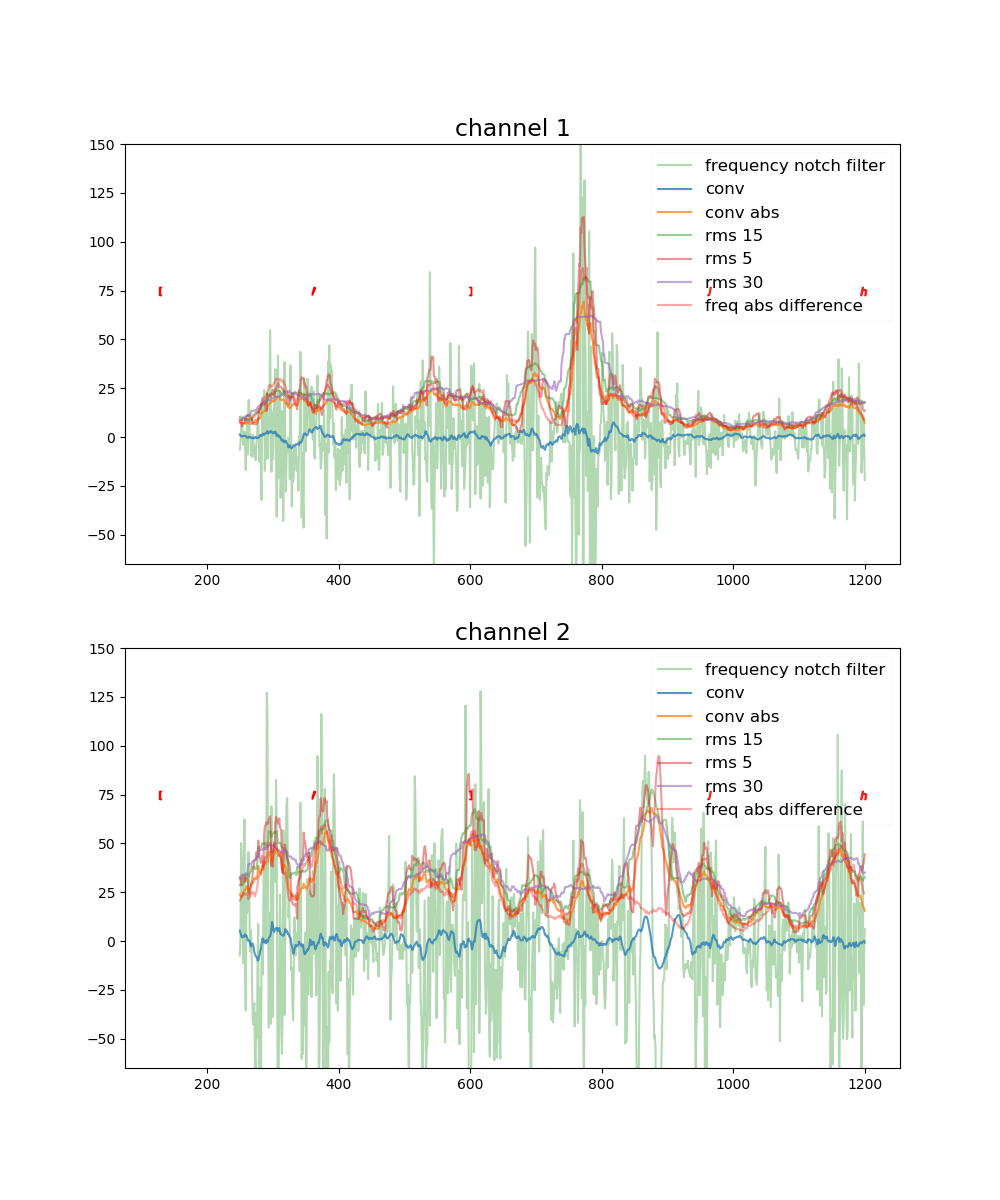 channel 1
150
125
100
75
50
25
0
−25
−50
frequency notch filter
conv
conv abs
rms 15
rms 5
rms 30
freq abs difference
h
200 400 600 800 1000 1200
channel 2
150
125
100
75
50
25
0
−25
−50
frequency notch filter
conv
conv abs
rms 15
rms 5
rms 30
freq abs difference
h
200 400 600 800 1000 1200